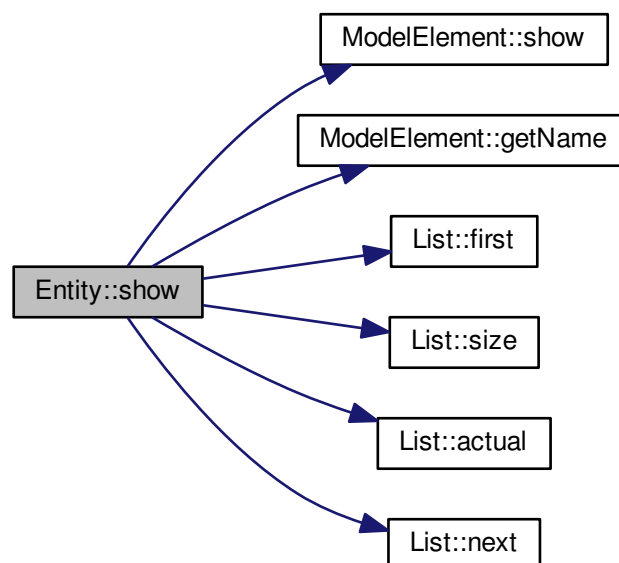 ModelElement::show
ModelElement::getName
List::first
Entity::show
List::size
List::actual
List::next